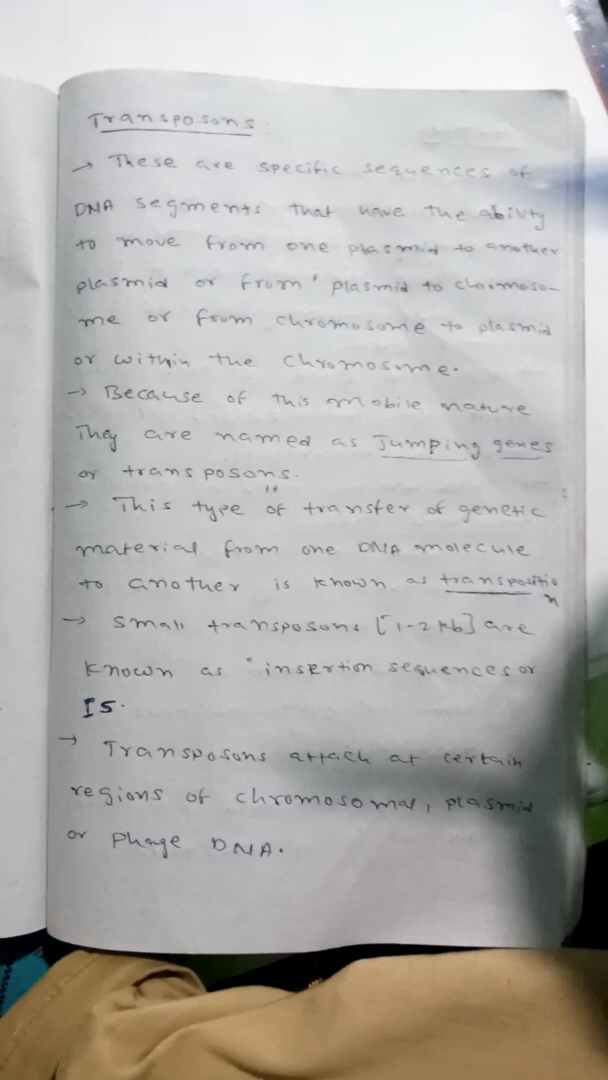 Transposons
→ These are specific sequences of
DNA segments that have the ability
to move from one plasmid to another
plasmid or from plasmid to chromoso-
me or from chromosome to plasmid
or within the chromosome.
→ Because of this mobile nature
They are named as Jumping genes
or transposons.
→ This type of transfer of genetic
material from one DNA molecule
to another is known as transposition
→ Small transposons [1-2 kb] are
known as insertion sequences or
IS.
→ Transposons attach at certain
regions of chromosomal, plasmid
or phage DNA.